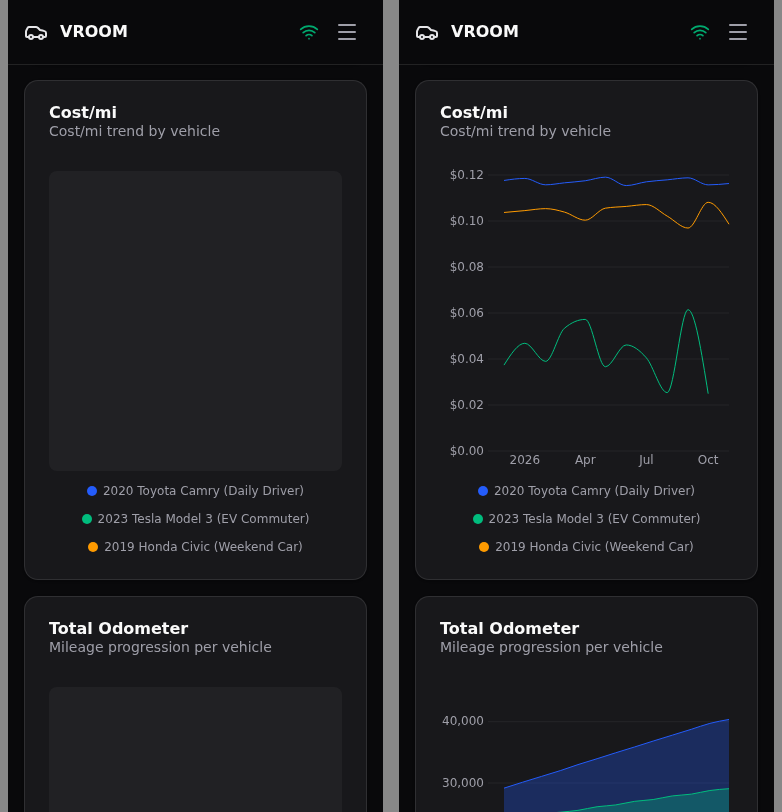 VROOM
Cost/mi
Cost/mi trend by vehicle
2020 Toyota Camry (Daily Driver)
2023 Tesla Model 3 (EV Commuter)
2019 Honda Civic (Weekend Car)
Total Odometer
Mileage progression per vehicle
VROOM
Cost/mi
Cost/mi trend by vehicle
$0.12
$0.10
$0.08
$0.06
$0.04
$0.02
$0.00
2026 Apr Jul Oct
2020 Toyota Camry (Daily Driver)
2023 Tesla Model 3 (EV Commuter)
2019 Honda Civic (Weekend Car)
Total Odometer
Mileage progression per vehicle
40,000
30,000